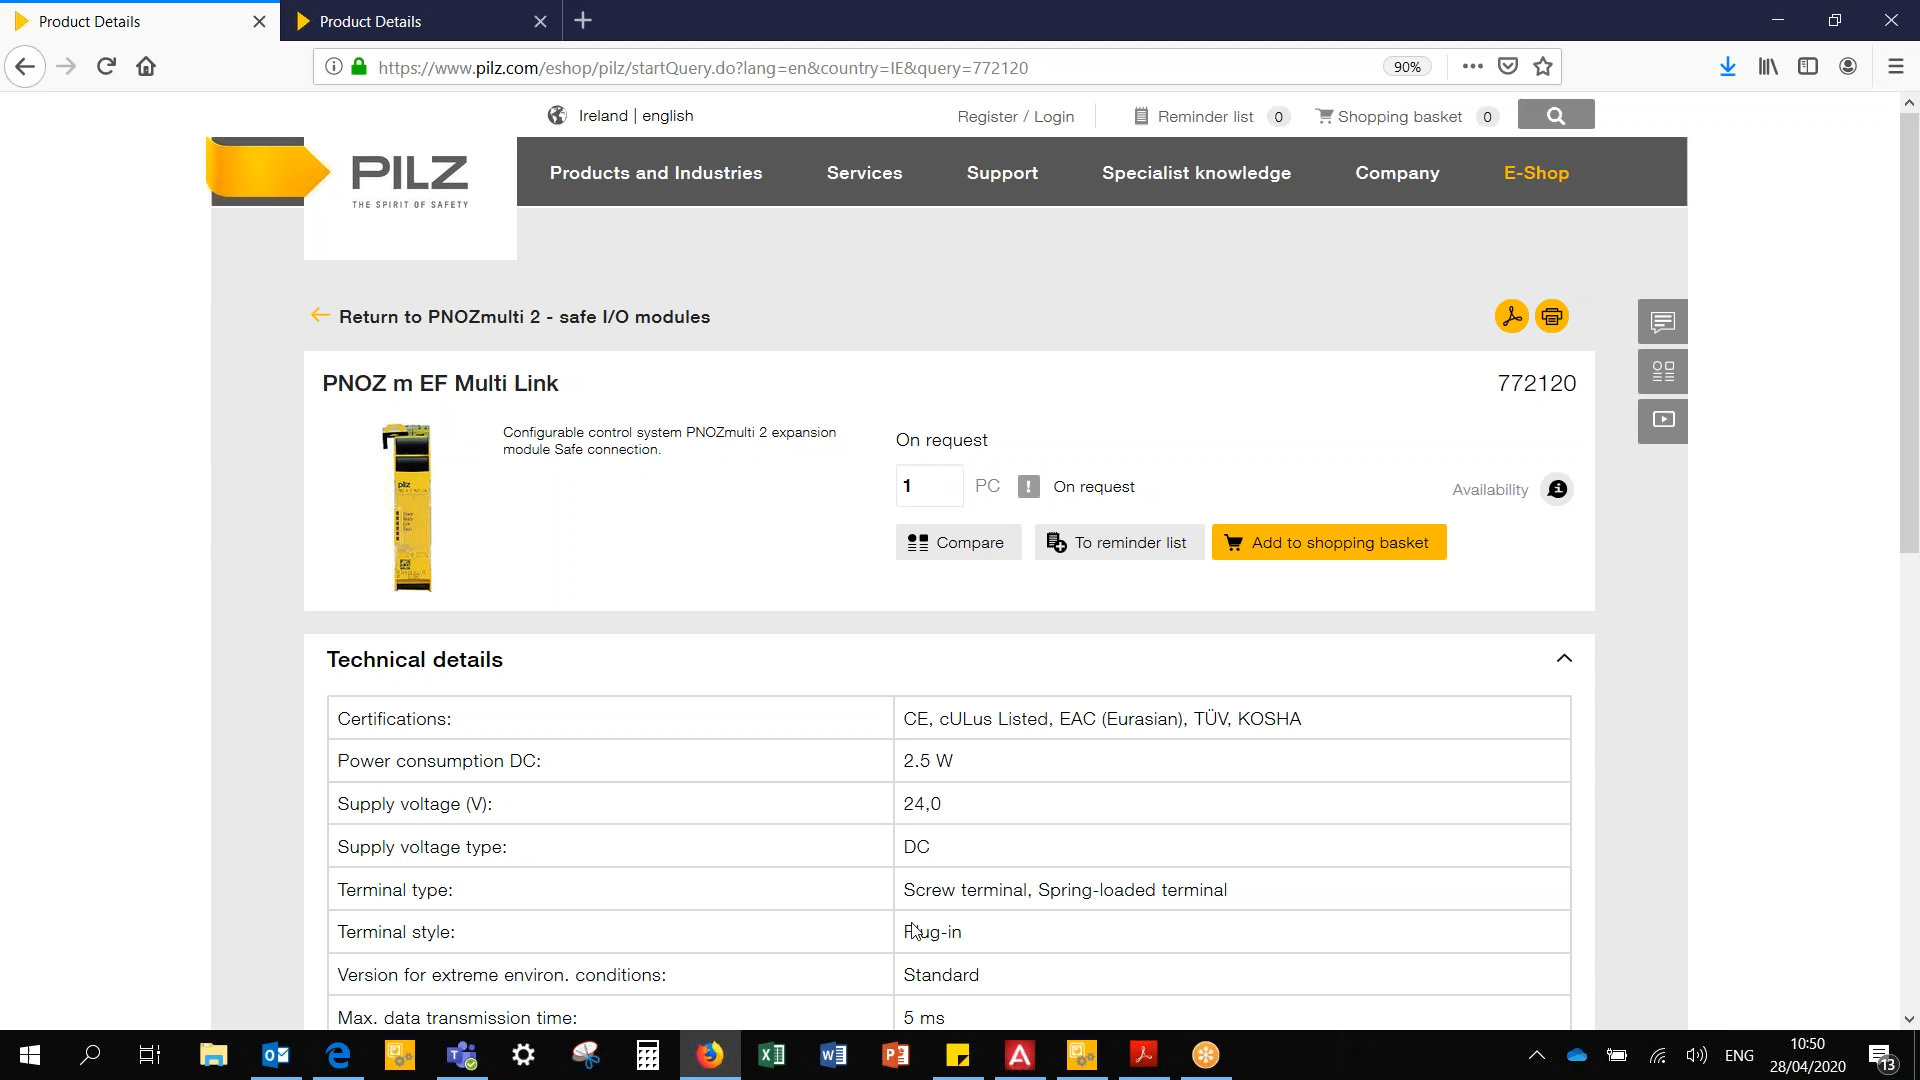 Product Details
Product Details
https://www.pilz.com/eshop/pilz/startQuery.do?lang=en&country=IE&query=772120
90%
Ireland | english
Register / Login
Reminder list 0
Shopping basket 0
PILZ
THE SPIRIT OF SAFETY
Products and Industries
Services
Support
Specialist knowledge
Company
E-Shop
Return to PNOZmulti 2 - safe I/O modules
PNOZ m EF Multi Link
772120
Configurable control system PNOZmulti 2 expansion
module Safe connection.
On request
1 PC ! On request
Availability
Compare
To reminder list
Add to shopping basket
pilz
Technical details
Certifications: CE, cULus Listed, EAC (Eurasian), TÜV, KOSHA
Power consumption DC: 2.5 W
Supply voltage (V): 24,0
Supply voltage type: DC
Terminal type: Screw terminal, Spring-loaded terminal
Terminal style: Plug-in
Version for extreme environ. conditions: Standard
Max. data transmission time: 5 ms
ENG
10:50
28/04/2020
13